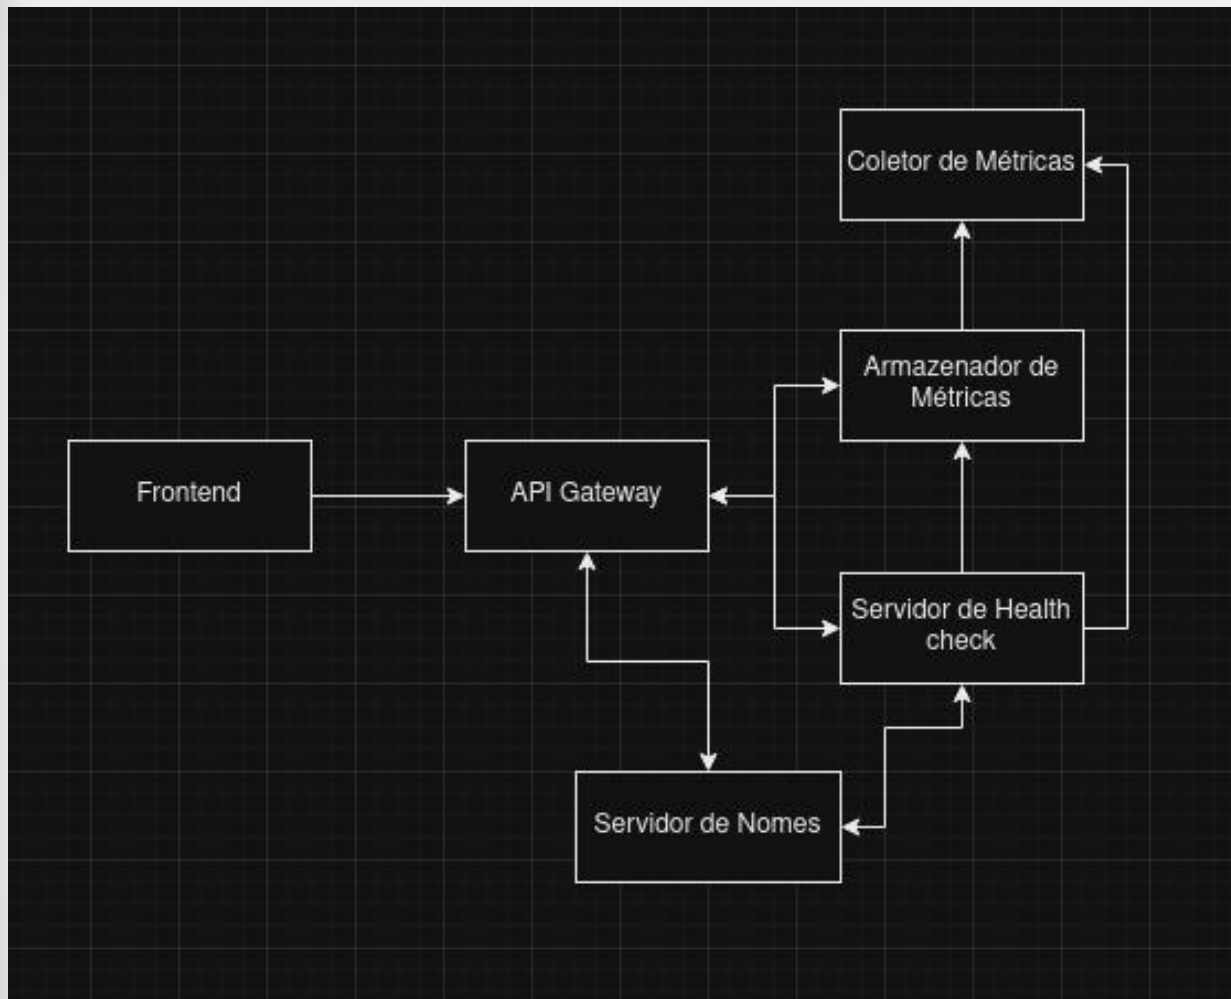 Coletor de Métricas
Armazenador de
Métricas
Frontend
API Gateway
Servidor de Health
check
Servidor de Nomes